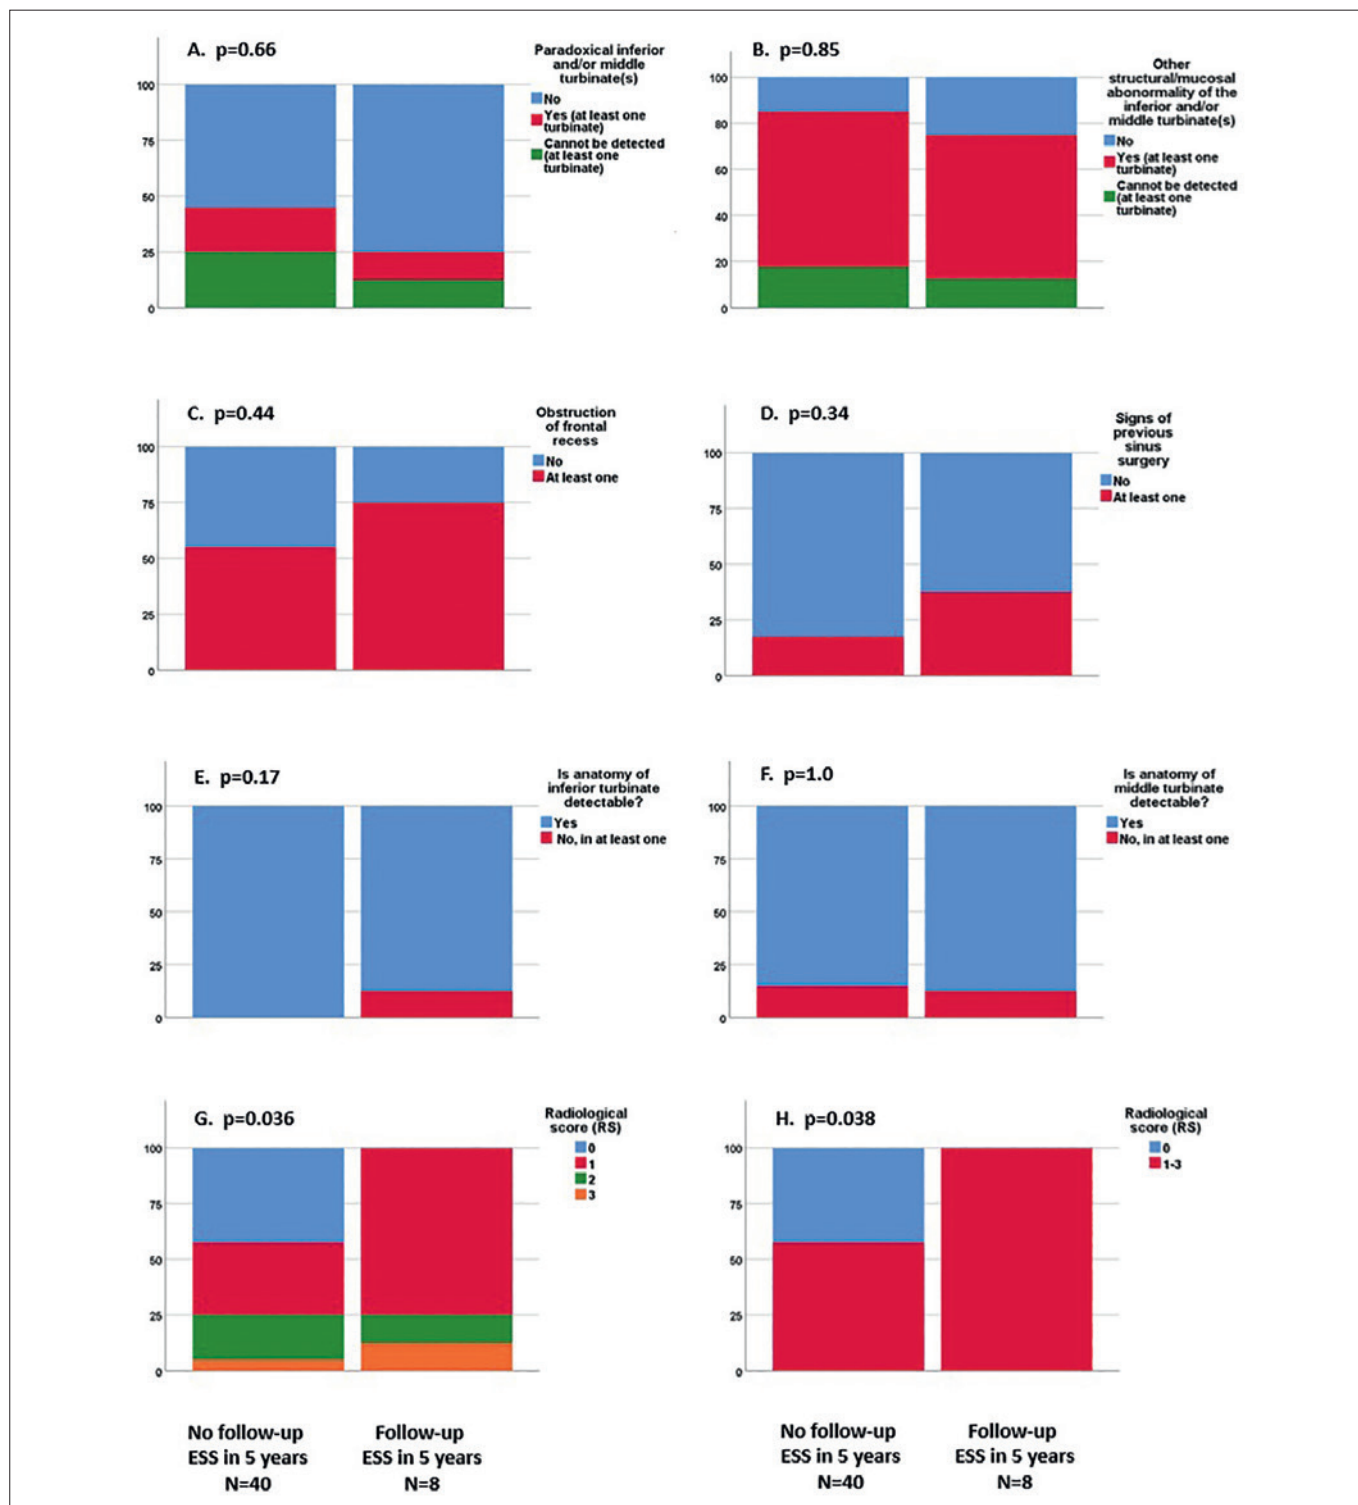 A. p=0.66
Paradoxical inferior
and/or middle
turbinate(s)
No
Yes (at least one
turbinate)
Cannot be detected
(at least one
turbinate)
100
75
50
25
0
B. p=0.85
Other
structural/mucosal
abonormality of the
inferior and/or
middle turbinate(s)
No
Yes (at least one
turbinate)
Cannot be detected
(at least one
turbinate)
100
80
60
40
20
0
C. p=0.44
Obstruction
of frontal
recess
No
At least one
100
75
50
25
0
D. p=0.34
Signs of
previous
sinus
surgery
No
At least one
100
75
50
25
0
E. p=0.17
Is anatomy of
inferior turbinate
detectable?
Yes
No, in at least one
100
75
50
25
0
F. p=1.0
Is anatomy of
middle turbinate
detectable?
Yes
No, in at least one
100
75
50
25
0
G. p=0.036
Radiological
score (RS)
0
1
2
3
100
75
50
25
0
H. p=0.038
Radiological
score (RS)
0
1-3
100
75
50
25
0
No follow-up
ESS in 5 years
N=40
Follow-up
ESS in 5 years
N=8
No follow-up
ESS in 5 years
N=40
Follow-up
ESS in 5 years
N=8